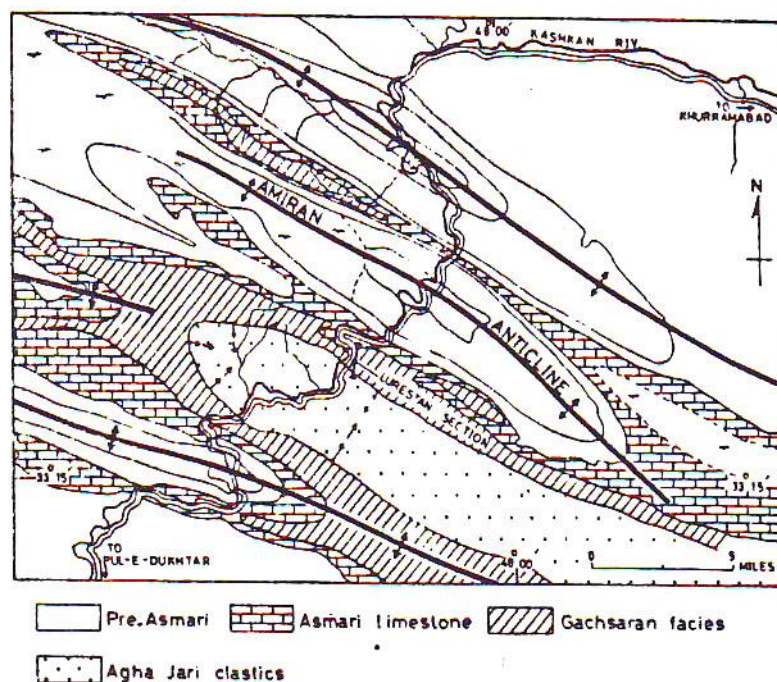 48°00
KASHKAN RIV
TO
KHURRAMABAD
N
AMIRAN
ANTICLINE
LURESTAN SECTION
33°15
33°15
TO
PUL-E-DUKHTAR
48°00
0 5
MILES
Pre.Asmari
Asmari limestone
Gachsaran facies
Agha Jari clastics